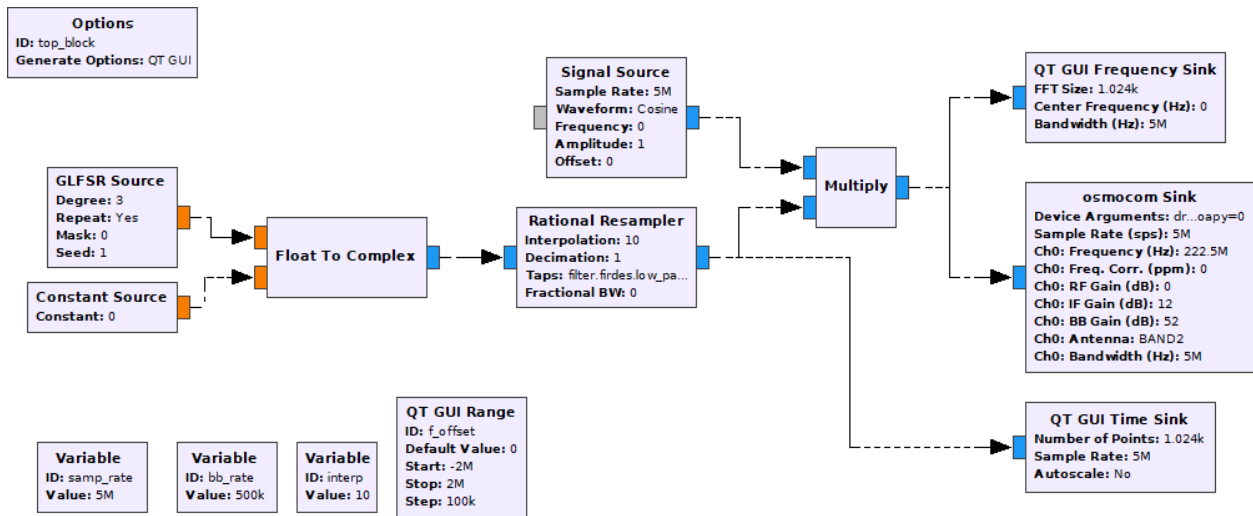 Options
ID: top_block
Generate Options: QT GUI
Signal Source
Sample Rate: 5M
Waveform: Cosine
Frequency: 0
Amplitude: 1
Offset: 0
QT GUI Frequency Sink
FFT Size: 1.024k
Center Frequency (Hz): 0
Bandwidth (Hz): 5M
GLFSR Source
Degree: 3
Repeat: Yes
Mask: 0
Seed: 1
Constant Source
Constant: 0
Float To Complex
Rational Resampler
Interpolation: 10
Decimation: 1
Taps: filter.firdes.low_pa...
Fractional BW: 0
Multiply
osmocom Sink
Device Arguments: dr...oapy=0
Sample Rate (sps): 5M
Ch0: Frequency (Hz): 222.5M
Ch0: Freq. Corr. (ppm): 0
Ch0: RF Gain (dB): 0
Ch0: IF Gain (dB): 12
Ch0: BB Gain (dB): 52
Ch0: Antenna: BAND2
Ch0: Bandwidth (Hz): 5M
QT GUI Time Sink
Number of Points: 1.024k
Sample Rate: 5M
Autoscale: No
Variable
ID: samp_rate
Value: 5M
Variable
ID: bb_rate
Value: 500k
Variable
ID: interp
Value: 10
QT GUI Range
ID: f_offset
Default Value: 0
Start: -2M
Stop: 2M
Step: 100k